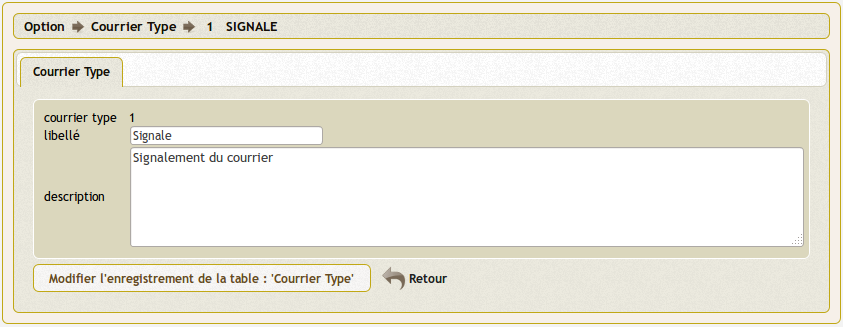 Option Courrier Type 1 SIGNALE
Courrier Type
courrier type 1
libellé Signale
Signalement du courrier
description
Modifier l'enregistrement de la table : 'Courrier Type' Retour